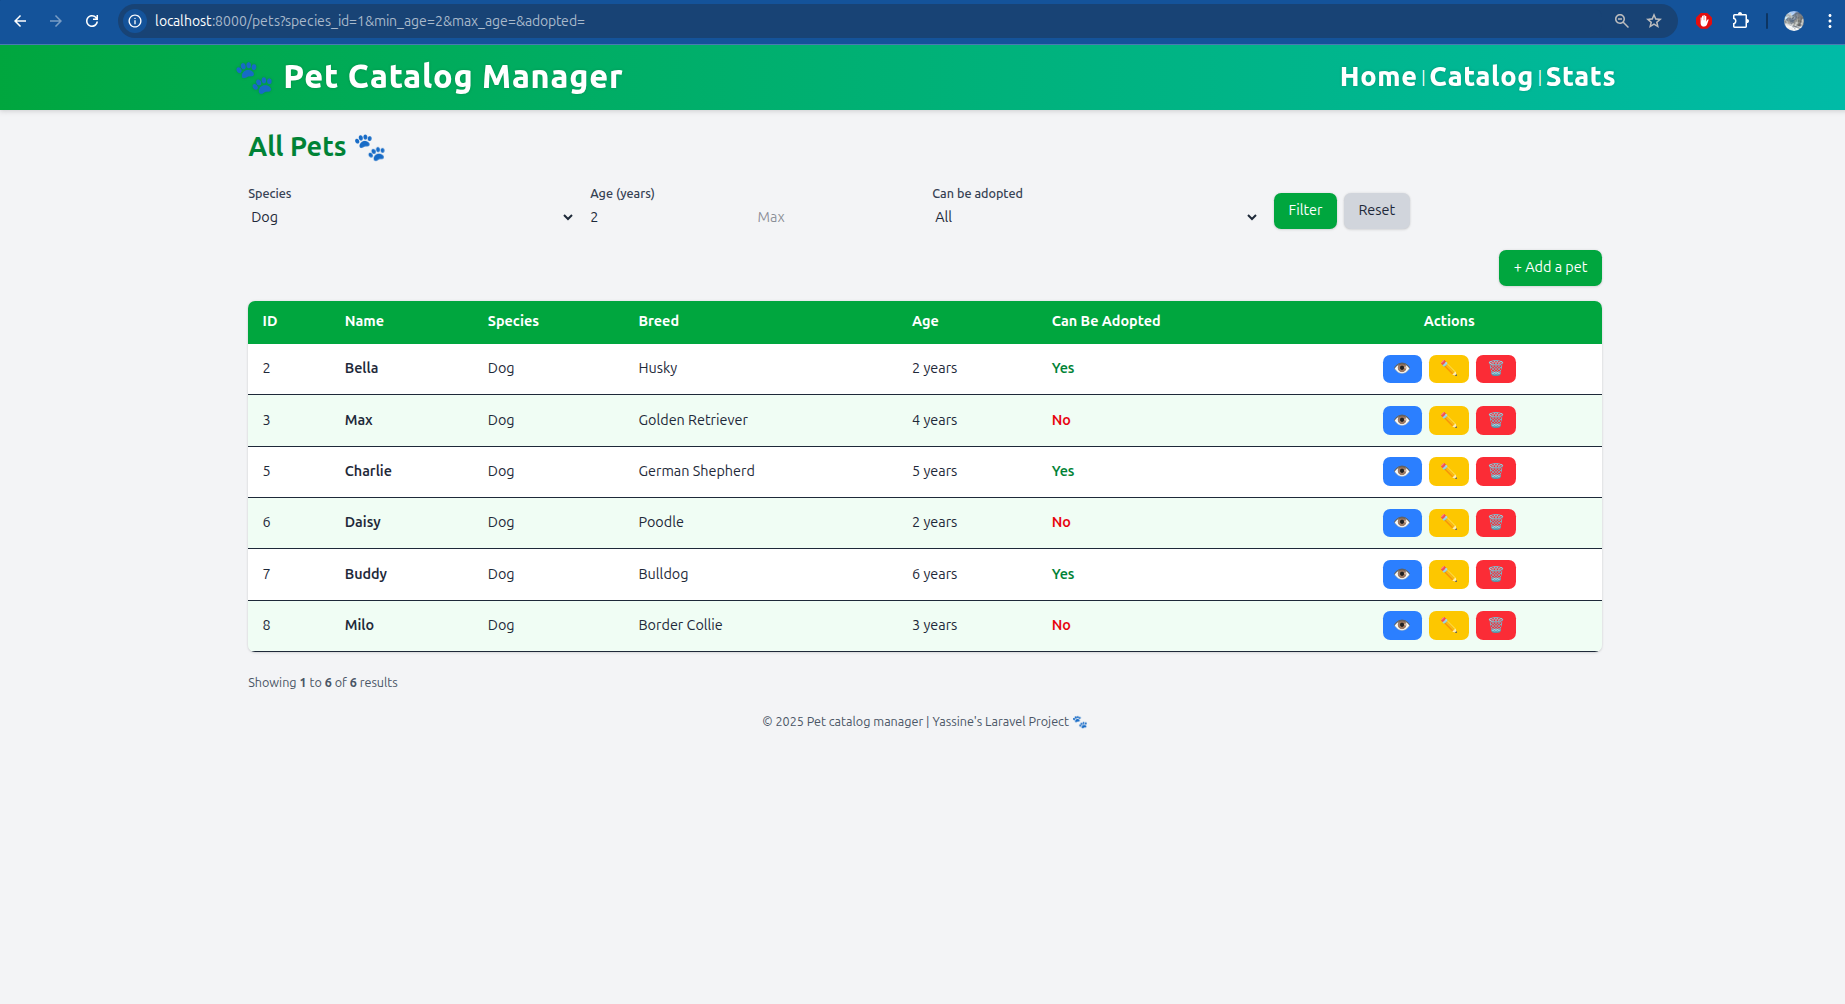 localhost:8000/pets?species_id=1&min_age=2&max_age=&adopted=
🐾 Pet Catalog Manager Home | Catalog | Stats
All Pets 🐾
Species Age (years) Can be adopted
Dog 2 Max All Filter Reset
+ Add a pet
ID Name Species Breed Age Can Be Adopted Actions
2 Bella Dog Husky 2 years Yes
3 Max Dog Golden Retriever 4 years No
5 Charlie Dog German Shepherd 5 years Yes
6 Daisy Dog Poodle 2 years No
7 Buddy Dog Bulldog 6 years Yes
8 Milo Dog Border Collie 3 years No
Showing 1 to 6 of 6 results
© 2025 Pet catalog manager | Yassine's Laravel Project 🐾